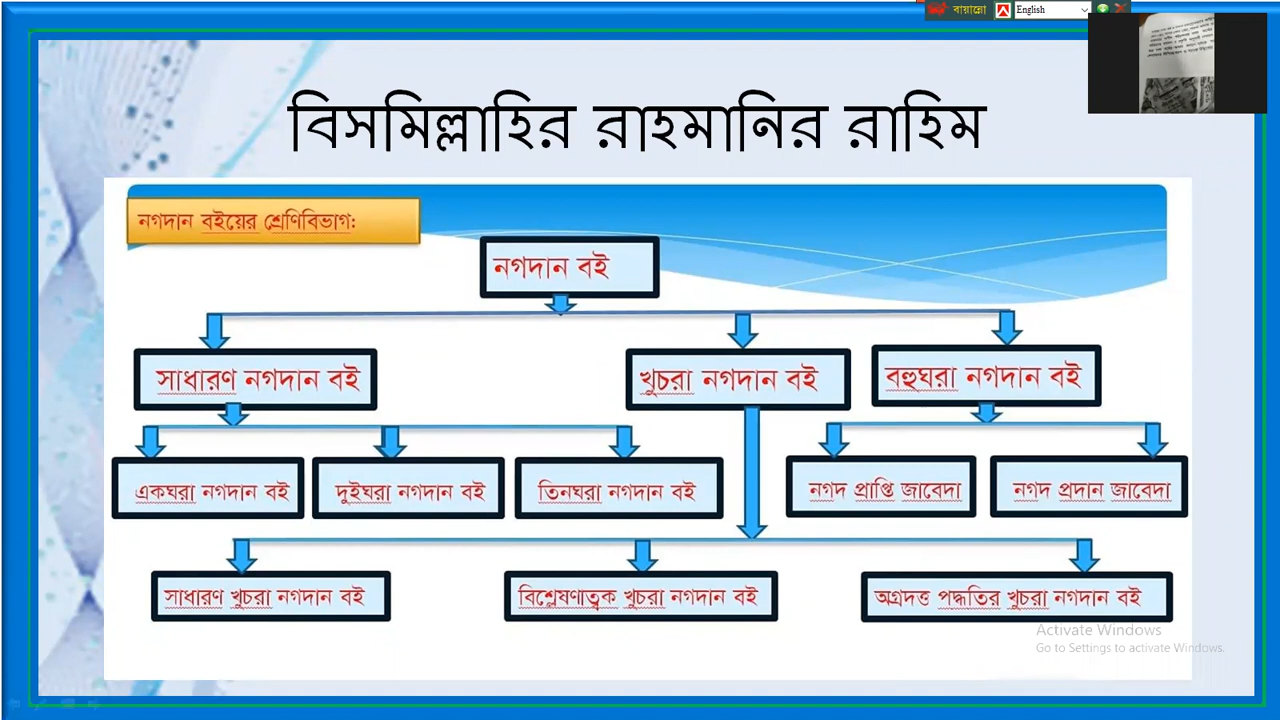 বায়ান্নো
English
বিসমিল্লাহির রাহমানির রাহিম
নগদান বইয়ের শ্রেণিবিভাগ:
নগদান বই
সাধারণ নগদান বই
খুচরা নগদান বই
বহুঘরা নগদান বই
একঘরা নগদান বই
দুইঘরা নগদান বই
তিনঘরা নগদান বই
নগদ প্রাপ্তি জাবেদা
নগদ প্রদান জাবেদা
সাধারণ খুচরা নগদান বই
বিশ্লেষণাত্বক খুচরা নগদান বই
অগ্রদত্ত পদ্ধতির খুচরা নগদান বই
Activate Windows
Go to Settings to activate Windows.